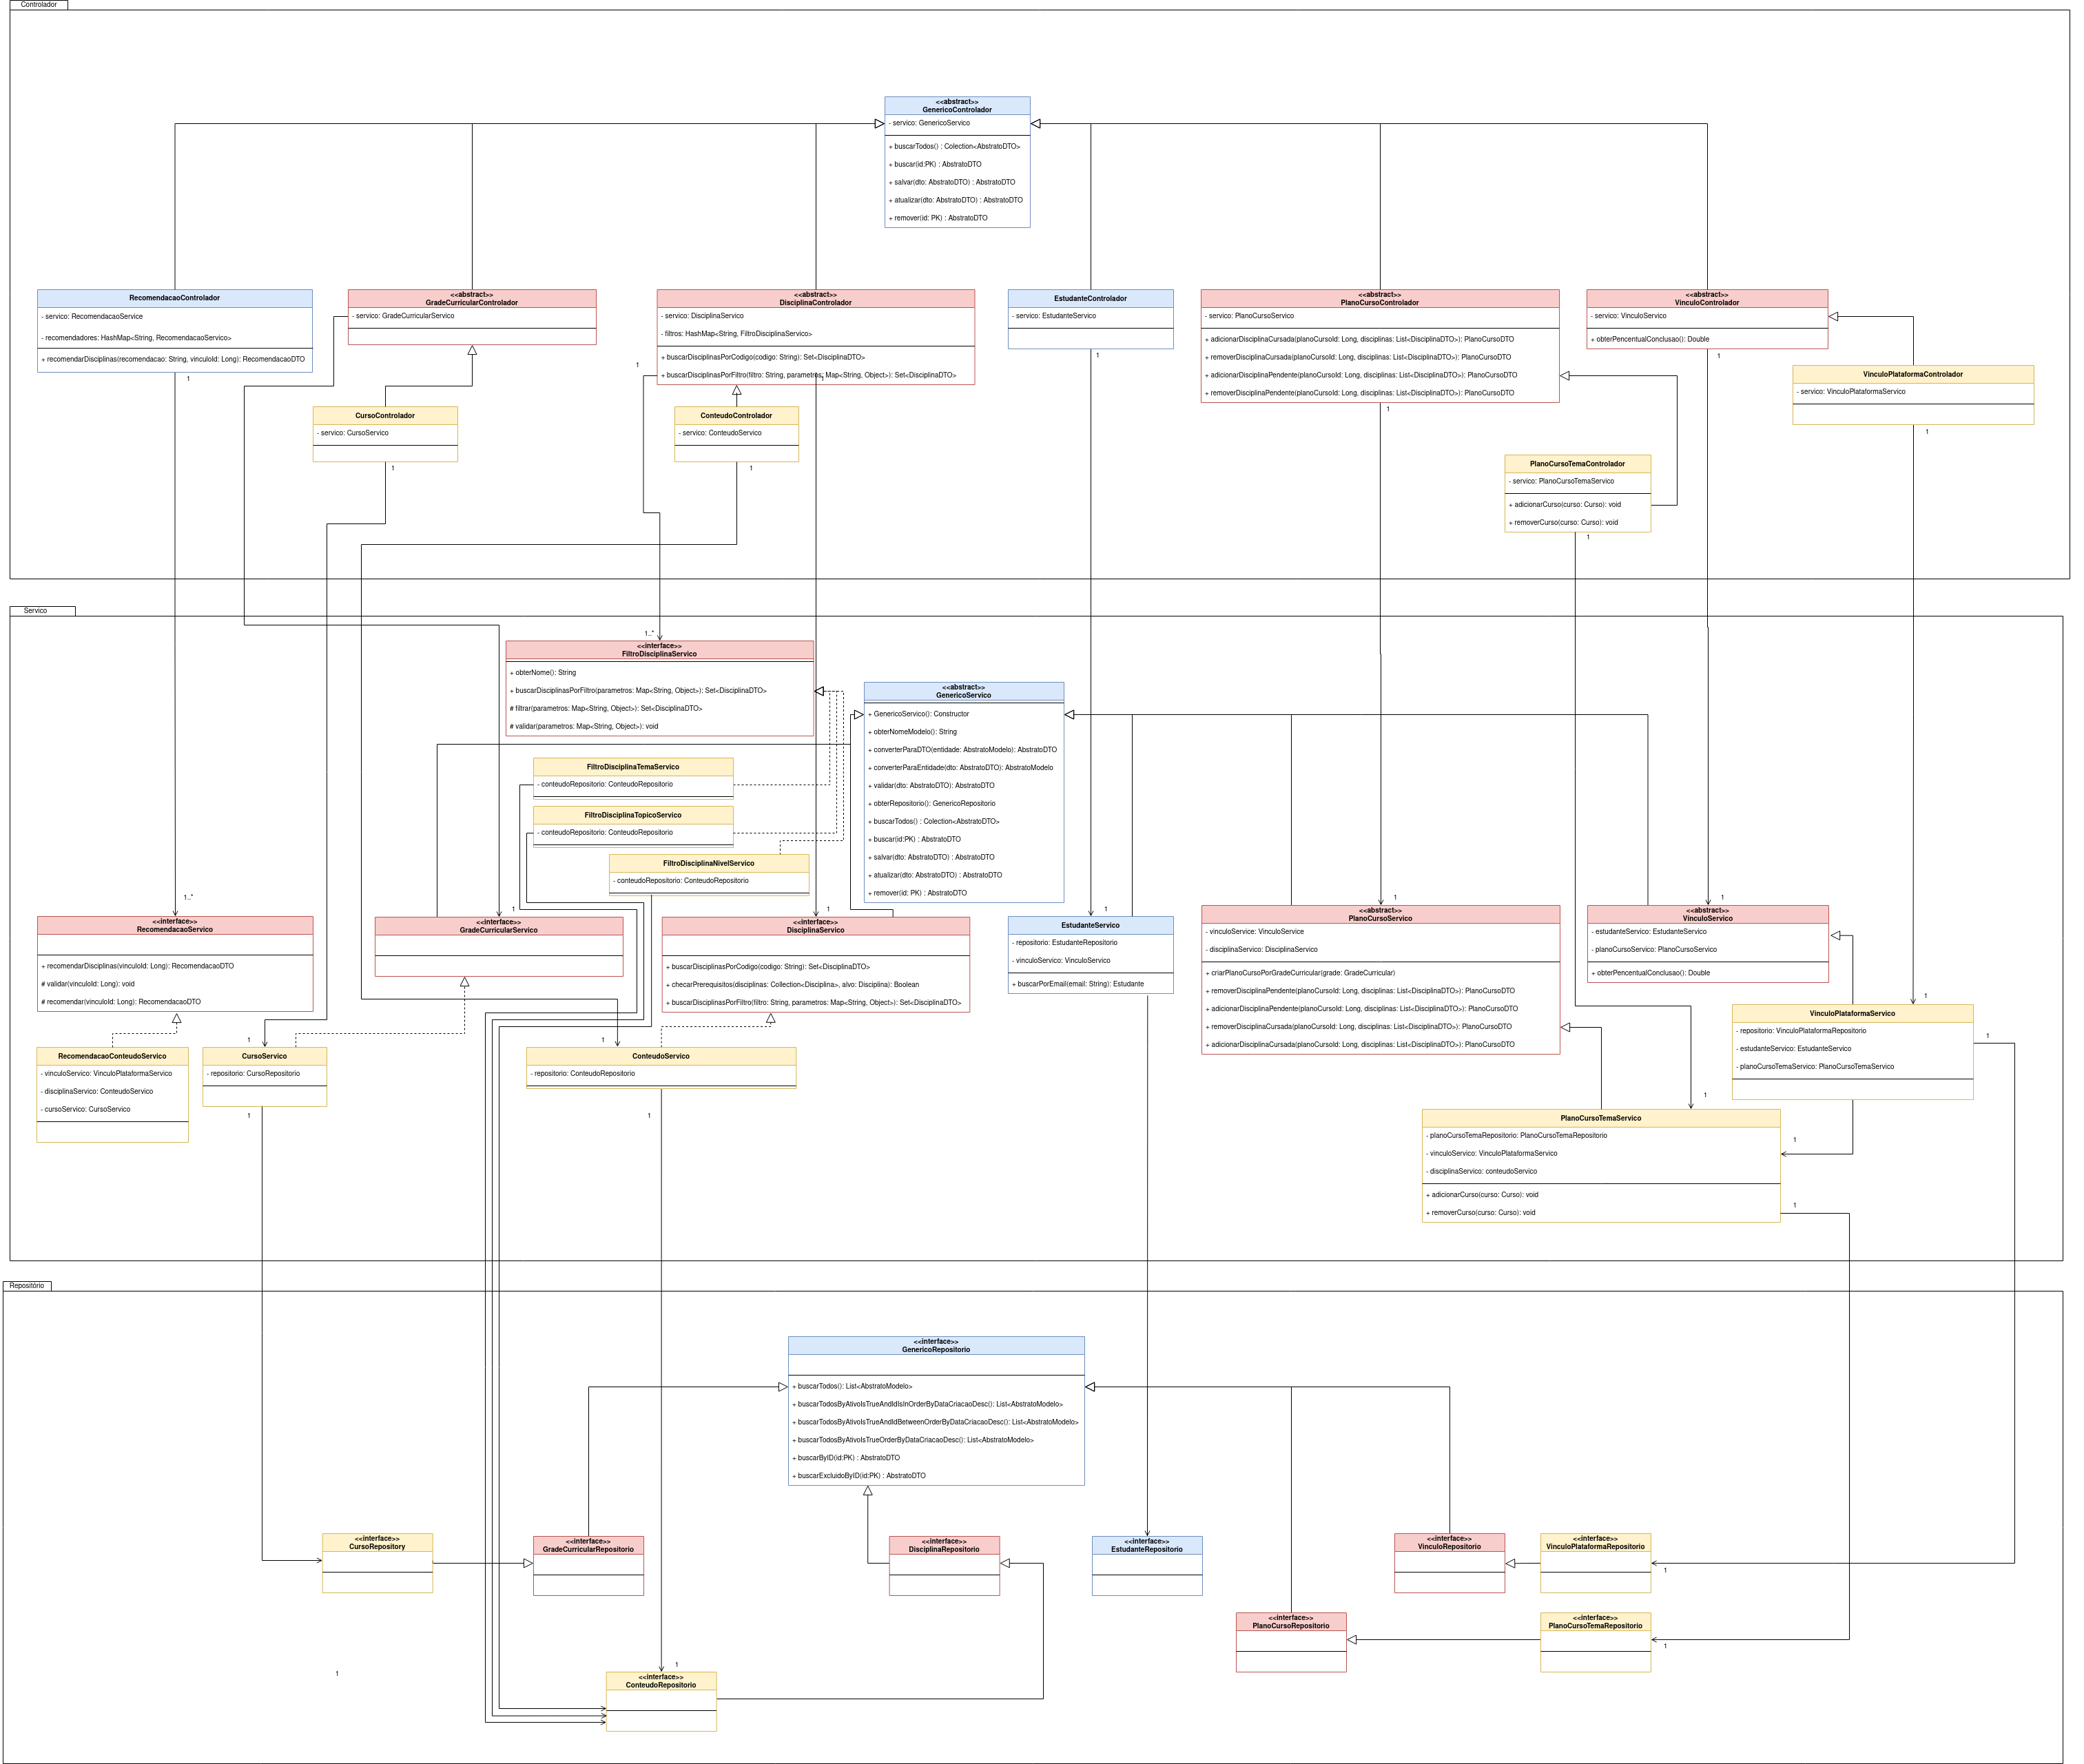 Controlador
<<abstract>>
GenericoControlador
- servico: GenericoServico
+ buscarTodos() : Colection<AbstratoDTO>
+ buscar(id:PK) : AbstratoDTO
+ salvar(dto: AbstratoDTO) : AbstratoDTO
+ atualizar(dto: AbstratoDTO) : AbstratoDTO
+ remover(id: PK) : AbstratoDTO
RecomendacaoControlador
- servico: RecomendacaoService
- recomendadores: HashMap<String, RecomendacaoServico>
+ recomendarDisciplinas(recomendacao: String, vinculoId: Long): RecomendacaoDTO
1
<<abstract>>
GradeCurricularControlador
- servico: GradeCurricularServico
<<abstract>>
DisciplinaControlador
- servico: DisciplinaServico
- filtros: HashMap<String, FiltroDisciplinaServico>
+ buscarDisciplinasPorCodigo(codigo: String): Set<DisciplinaDTO>
+ buscarDisciplinasPorFiltro(filtro: String, parametros: Map<String, Object>): Set<DisciplinaDTO>
1
1
EstudanteControlador
- servico: EstudanteServico
1
<<abstract>>
PlanoCursoControlador
- servico: PlanoCursoServico
+ adicionarDisciplinaCursada(planoCursoId: Long, disciplinas: List<DisciplinaDTO>): PlanoCursoDTO
+ removerDisciplinaCursada(planoCursoId: Long, disciplinas: List<DisciplinaDTO>): PlanoCursoDTO
+ adicionarDisciplinaPendente(planoCursoId: Long, disciplinas: List<DisciplinaDTO>): PlanoCursoDTO
+ removerDisciplinaPendente(planoCursoId: Long, disciplinas: List<DisciplinaDTO>): PlanoCursoDTO
1
<<abstract>>
VinculoControlador
- servico: VinculoServico
+ obterPencentualConclusao(): Double
1
VinculoPlataformaControlador
- servico: VinculoPlataformaServico
1
CursoControlador
- servico: CursoServico
1
ConteudoControlador
- servico: ConteudoServico
1
PlanoCursoTemaControlador
- servico: PlanoCursoTemaServico
+ adicionarCurso(curso: Curso): void
+ removerCurso(curso: Curso): void
1
Servico
1..*
<<interface>>
FiltroDisciplinaServico
+ obterNome(): String
+ buscarDisciplinasPorFiltro(parametros: Map<String, Object>): Set<DisciplinaDTO>
# filtrar(parametros: Map<String, Object>): Set<DisciplinaDTO>
# validar(parametros: Map<String, Object>): void
<<abstract>>
GenericoServico
+ GenericoServico(): Constructor
+ obterNomeModelo(): String
+ converterParaDTO(entidade: AbstratoModelo): AbstratoDTO
+ converterParaEntidade(dto: AbstratoDTO): AbstratoModelo
+ validar(dto: AbstratoDTO): AbstratoDTO
+ obterRepositorio(): GenericoRepositorio
+ buscarTodos() : Colection<AbstratoDTO>
+ buscar(id:PK) : AbstratoDTO
+ salvar(dto: AbstratoDTO) : AbstratoDTO
+ atualizar(dto: AbstratoDTO) : AbstratoDTO
+ remover(id: PK) : AbstratoDTO
FiltroDisciplinaTemaServico
- conteudoRepositorio: ConteudoRepositorio
FiltroDisciplinaTopicoServico
- conteudoRepositorio: ConteudoRepositorio
FiltroDisciplinaNivelServico
- conteudoRepositorio: ConteudoRepositorio
1..*
<<interface>>
RecomendacaoServico
+ recomendarDisciplinas(vinculoId: Long): RecomendacaoDTO
# validar(vinculoId: Long): void
# recomendar(vinculoId: Long): RecomendacaoDTO
1
<<interface>>
GradeCurricularServico
1
<<interface>>
DisciplinaServico
+ buscarDisciplinasPorCodigo(codigo: String): Set<DisciplinaDTO>
+ checarPrerequisitos(disciplinas: Collection<Disciplina>, alvo: Disciplina): Boolean
+ buscarDisciplinasPorFiltro(filtro: String, parametros: Map<String, Object>): Set<DisciplinaDTO>
1
EstudanteServico
- repositorio: EstudanteRepositorio
- vinculoServico: VinculoServico
+ buscarPorEmail(email: String): Estudante
1
<<abstract>>
PlanoCursoServico
- vinculoServico: VinculoService
- disciplinaServico: DisciplinaServico
+ criarPlanoCursoPorGradeCurricular(grade: GradeCurricular)
+ removerDisciplinaPendente(planoCursoId: Long, disciplinas: List<DisciplinaDTO>): PlanoCursoDTO
+ adicionarDisciplinaPendente(planoCursoId: Long, disciplinas: List<DisciplinaDTO>): PlanoCursoDTO
+ removerDisciplinaCursada(planoCursoId: Long, disciplinas: List<DisciplinaDTO>): PlanoCursoDTO
+ adicionarDisciplinaCursada(planoCursoId: Long, disciplinas: List<DisciplinaDTO>): PlanoCursoDTO
1
<<abstract>>
VinculoServico
- estudanteServico: EstudanteServico
- planoCursoServico: PlanoCursoServico
+ obterPencentualConclusao(): Double
1
VinculoPlataformaServico
- repositorio: VinculoPlataformaRepositorio
- estudanteServico: EstudanteServico
- planoCursoTemaServico: PlanoCursoTemaServico
1
RecomendacaoConteudoServico
- vinculoServico: VinculoPlataformaServico
- disciplinaServico: ConteudoServico
- cursoServico: CursoServico
1
CursoServico
- repositorio: CursoRepositorio
1
1
ConteudoServico
- repositorio: ConteudoRepositorio
1
1
PlanoCursoTemaServico
- planoCursoTemaRepositorio: PlanoCursoTemaRepositorio
- vinculoServico: VinculoPlataformaServico
- disciplinaServico: conteudoServico
+ adicionarCurso(curso: Curso): void
+ removerCurso(curso: Curso): void
1
1
Repositório
<<interface>>
GenericoRepositorio
+ buscarTodos(): List<AbstratoModelo>
+ buscarTodosByAtivoIsTrueAndIdIsInOrderByDataCriacaoDesc(): List<AbstratoModelo>
+ buscarTodosByAtivoIsTrueAndIdBetweenOrderByDataCriacaoDesc(): List<AbstratoModelo>
+ buscarTodosByAtivoIsTrueOrderByDataCriacaoDesc(): List<AbstratoModelo>
+ buscarByID(id:PK) : AbstratoDTO
+ buscarExcluidoByID(id:PK) : AbstratoDTO
<<interface>>
CursoRepository
<<interface>>
GradeCurricularRepositorio
<<interface>>
DisciplinaRepositorio
<<interface>>
EstudanteRepositorio
<<interface>>
VinculoRepositorio
<<interface>>
VinculoPlataformaRepositorio
1
<<interface>>
PlanoCursoRepositorio
<<interface>>
PlanoCursoTemaRepositorio
1
1
1
<<interface>>
ConteudoRepositorio